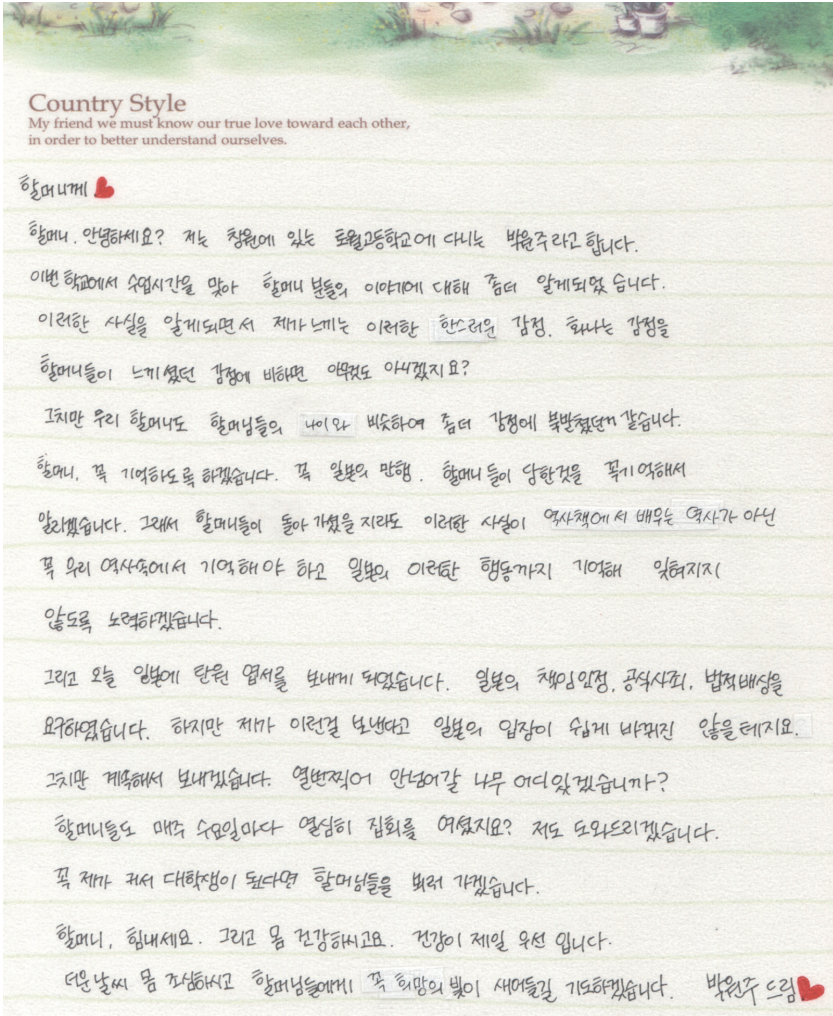 Country Style
My friend we must know our true love toward each other,
in order to better understand ourselves.
할머니께
할머니. 안녕하세요? 저는 창원에 있는 토월고등학교에 다니는 박원주라고 합니다.
이번 학교에서 수업시간을 맞아 할머니 분들의 이야기에 대해 좀더 알게되었습니다.
이러한 사실을 알게되면서 제가 느끼는 이러한 한스러운 감정, 화나는 감정을
할머니들이 느끼셨던 감정에 비하면 아무것도 아니겠지요?
그치만 우리 할머니도 할머님들의 나이와 비슷하여 좀더 감정에 북받쳤던거 같습니다.
할머니, 꼭 기억하도록 하겠습니다. 꼭 일본의 만행. 할머니들이 당한것을 꼭기억해서
알리겠습니다. 그래서 할머니들이 돌아가셨을 지라도 이러한 사실이 역사책에서 배우는 역사가 아닌
꼭 우리 역사속에서 기억해야 하고 일본의 이러한 행동까지 기억해 잊혀지지
않도록 노력하겠습니다.
그리고 오늘 일본에 탄원 엽서를 보내게 되었습니다. 일본의 책임인정, 공식사죄, 법적배상을
요구하였습니다. 하지만 제가 이런걸 보낸다고 일본의 입장이 쉽게 바뀌진 않을테지요.
그치만 계속해서 보내겠습니다. 열번찍어 안넘어갈 나무 어디있겠습니까?
할머니들도 매주 수요일마다 열심히 집회를 여셨지요? 저도 도와드리겠습니다.
꼭 제가 커서 대학생이 된다면 할머님들을 뵈러 가겠습니다.
할머니, 힘내세요. 그리고 몸 건강하시고요. 건강이 제일 우선 입니다.
더운날씨 몸 조심하시고 할머님들에게 꼭 희망의 빛이 새어들길 기도하겠습니다. 박원주 드림